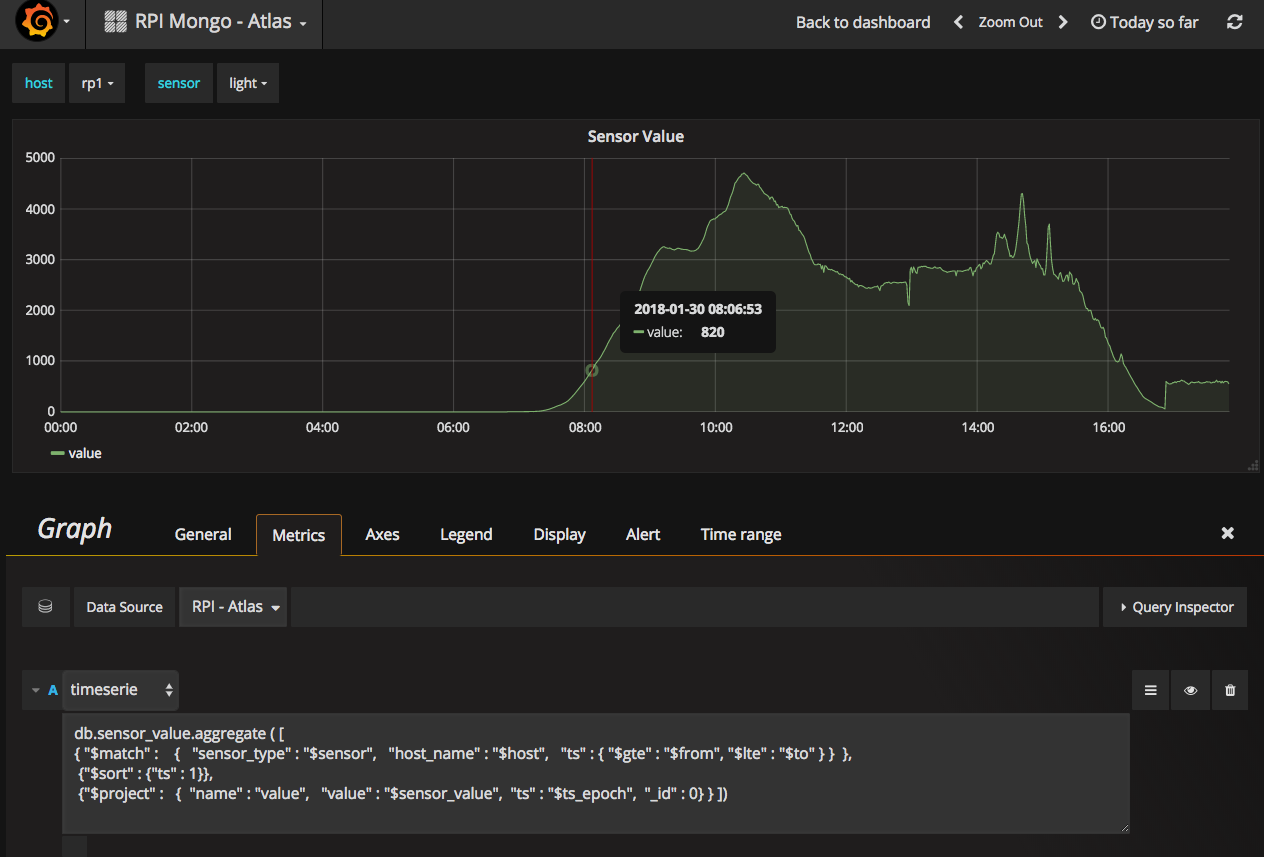 RPI Mongo - Atlas
Back to dashboard Zoom Out Today so far
host rp1 sensor light
Sensor Value
5000
4000
3000
2000
1000
0
2018-01-30 08:06:53
value: 820
00:00 02:00 04:00 06:00 08:00 10:00 12:00 14:00 16:00
value
Graph General Metrics Axes Legend Display Alert Time range
Data Source RPI - Atlas Query Inspector
A timeserie
db.sensor_value.aggregate ( [
{ "$match" : { "sensor_type" : "$sensor", "host_name" : "$host", "ts" : { "$gte" : "$from", "$lte" : "$to" } } },
{"$sort" : {"ts" : 1}},
{"$project" : { "name" : "value", "value" : "$sensor_value", "ts" : "$ts_epoch", "_id" : 0} } ])